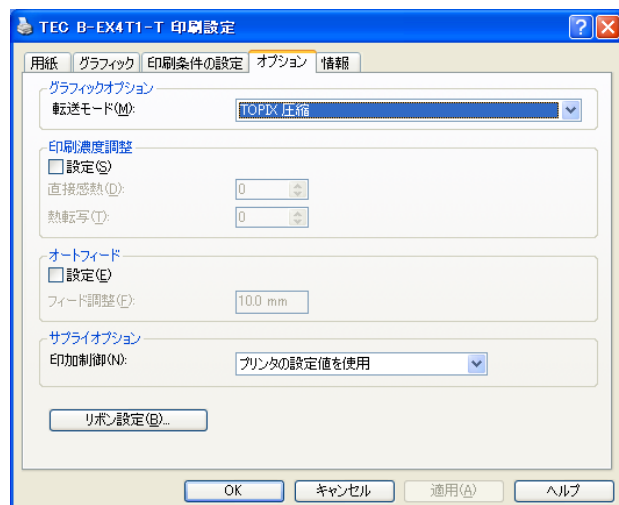 TEC B-EX4T1-T 印刷設定
用紙 グラフィック 印刷条件の設定 オプション 情報
グラフィックオプション
転送モード(M): TOPIX 圧縮
印刷濃度調整
設定(S)
直接感熱(D): 0
熱転写(T): 0
オートフィード
設定(E)
フィード調整(F): 10.0 mm
サプライオプション
印加制御(N): プリンタの設定値を使用
リボン設定(B)...
OK キャンセル 適用(A) ヘルプ